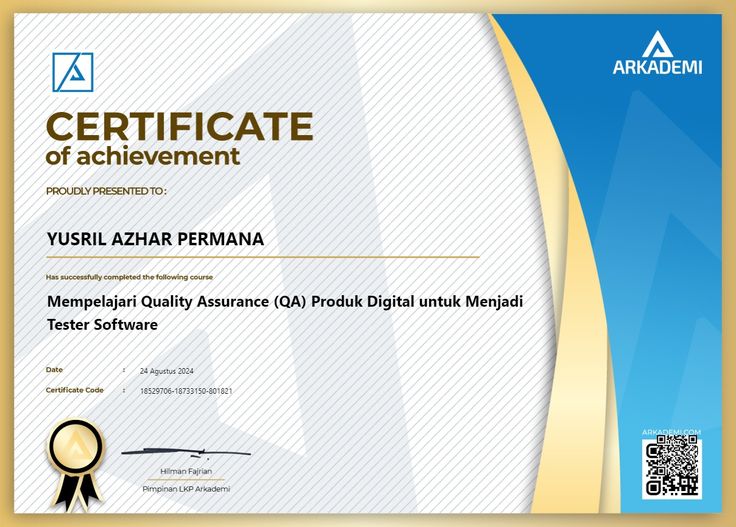 ARKADEMI
CERTIFICATE
of achievement
PROUDLY PRESENTED TO :
YUSRIL AZHAR PERMANA
Has successfully completed the following course
Mempelajari Quality Assurance (QA) Produk Digital untuk Menjadi
Tester Software
Date : 24 Agustus 2024
Certificate Code : 18529706-18733150-801821
Hilman Fajrian
Pimpinan LKP Arkademi
ARKADEMI.COM